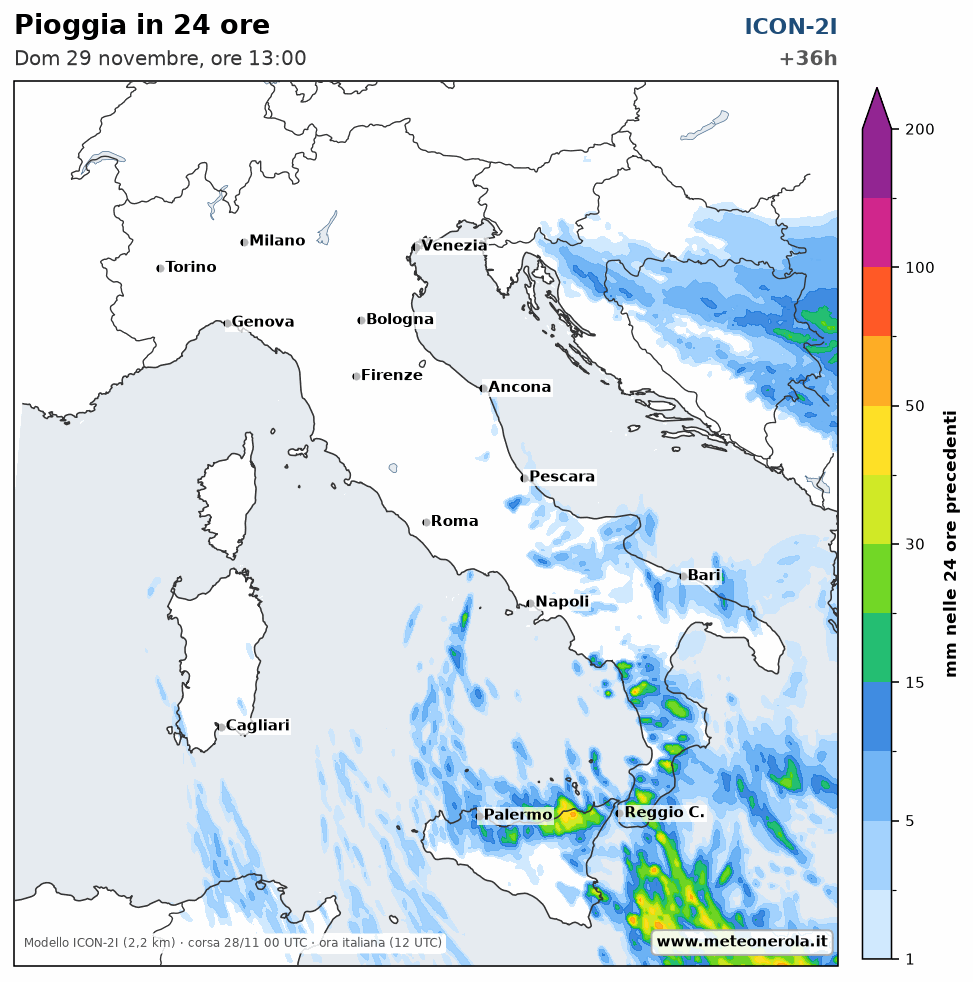 Pioggia in 24 ore
ICON-2I
Dom 29 novembre, ore 13:00
+36h
200
Milano
Venezia
Torino
100
Genova
Bologna
Firenze
Ancona
50
mm nelle 24 ore precedenti
Pescara
Roma
30
Bari
Napoli
15
Cagliari
Palermo
Reggio C.
5
Modello ICON-2I (2,2 km) · corsa 28/11 00 UTC · ora italiana (12 UTC)
www.meteonerola.it
1